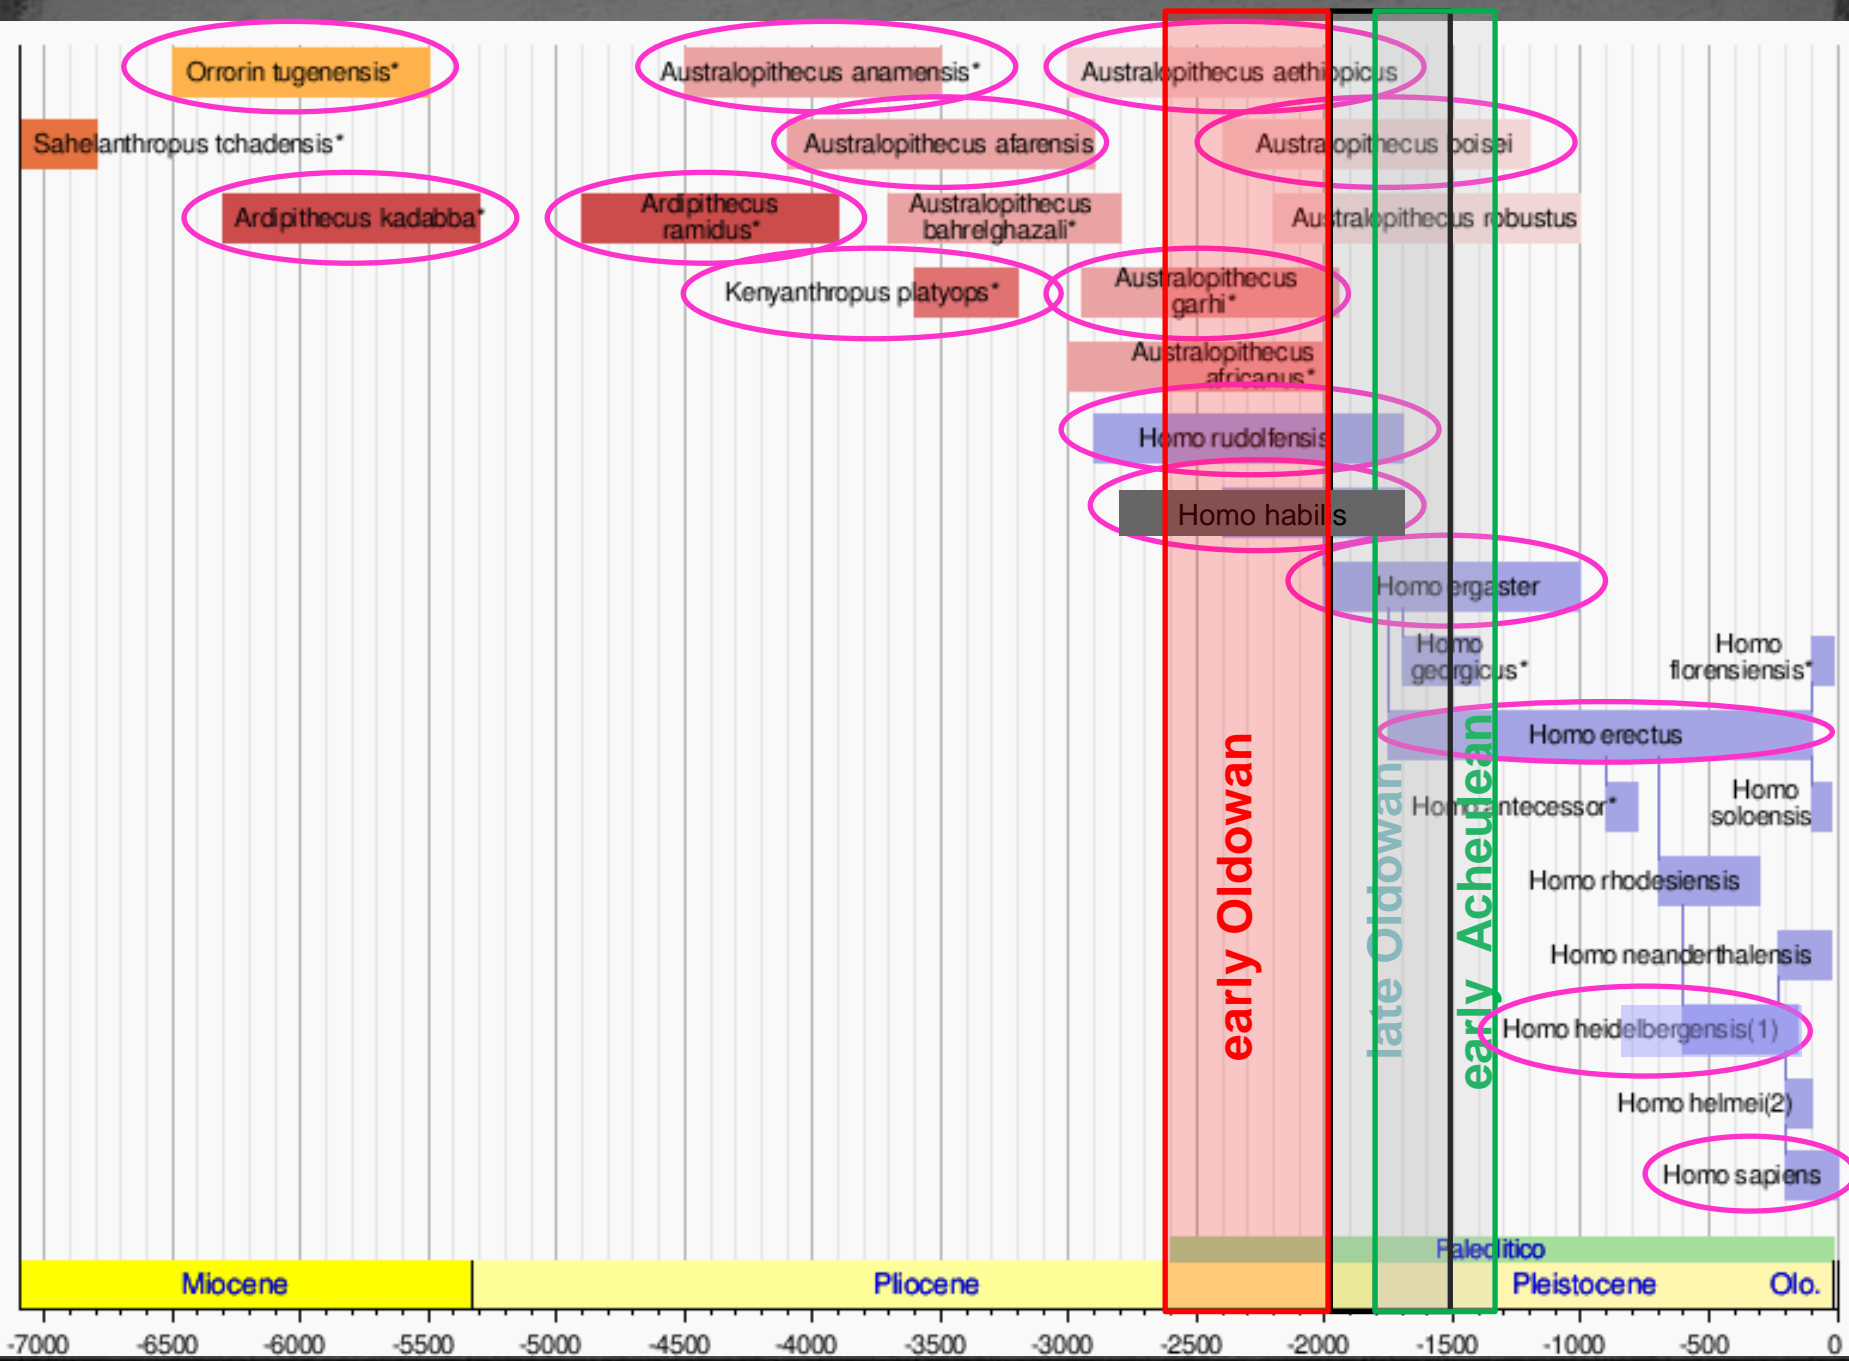 Orrorin tugenensis*
Australopithecus anamensis*
Australopithecus aethiopicus
Sahelanthropus tchadensis*
Australopithecus afarensis
Australopithecus boisei
Ardipithecus kadabba*
Ardipithecus
ramidus*
Australopithecus
bahrelghazali*
Australopithecus robustus
Kenyanthropus platyops*
Australopithecus
garhi*
Australopithecus
africanus*
Homo rudolfensis
Homo habilis
Homo ergaster
Homo
georgicus*
Homo
florensiensis*
Homo erectus
Homo antecessor*
Homo
soloensis
Homo rhodesiensis
Homo neanderthalensis
Homo heidelbergensis(1)
Homo helmei(2)
Homo sapiens
early Oldowan
late Oldowan
early Acheulean
Paleolitico
Miocene
Pliocene
Pleistocene
Olo.
-7000 -6500 -6000 -5500 -5000 -4500 -4000 -3500 -3000 -2500 -2000 -1500 -1000 -500 0